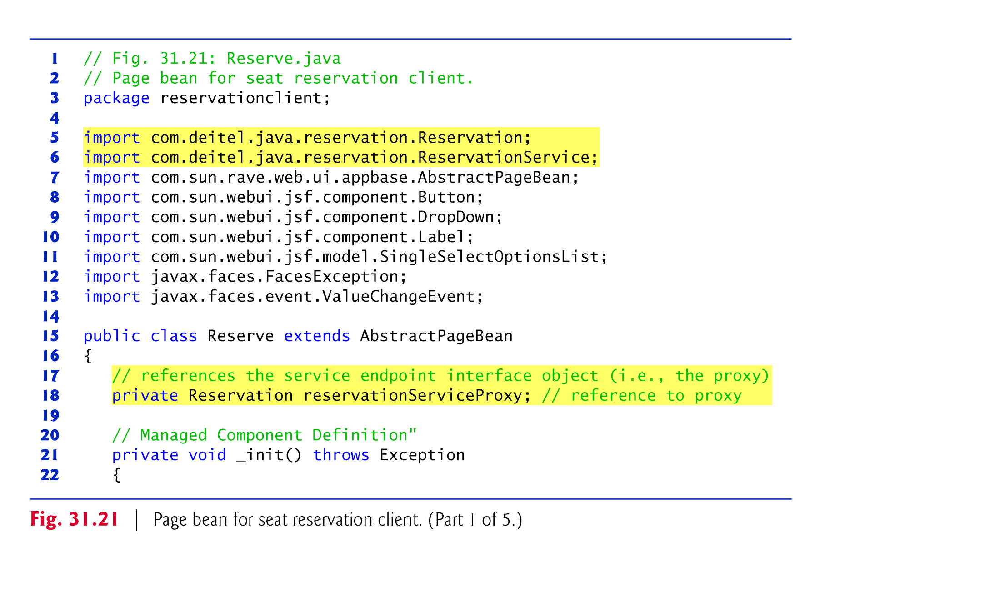 1 // Fig. 31.21: Reserve.java
2 // Page bean for seat reservation client.
3 package reservationclient;
4
5 import com.deitel.java.reservation.Reservation;
6 import com.deitel.java.reservation.ReservationService;
7 import com.sun.rave.web.ui.appbase.AbstractPageBean;
8 import com.sun.webui.jsf.component.Button;
9 import com.sun.webui.jsf.component.DropDown;
10 import com.sun.webui.jsf.component.Label;
11 import com.sun.webui.jsf.model.SingleSelectOptionsList;
12 import javax.faces.FacesException;
13 import javax.faces.event.ValueChangeEvent;
14
15 public class Reserve extends AbstractPageBean
16 {
17 // references the service endpoint interface object (i.e., the proxy)
18 private Reservation reservationServiceProxy; // reference to proxy
19
20 // Managed Component Definition"
21 private void _init() throws Exception
22 {
Fig. 31.21 | Page bean for seat reservation client. (Part 1 of 5.)